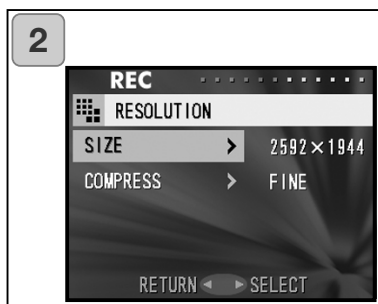 2
REC
RESOLUTION
SIZE > 2592×1944
COMPRESS > FINE
RETURN ◀ ▶ SELECT